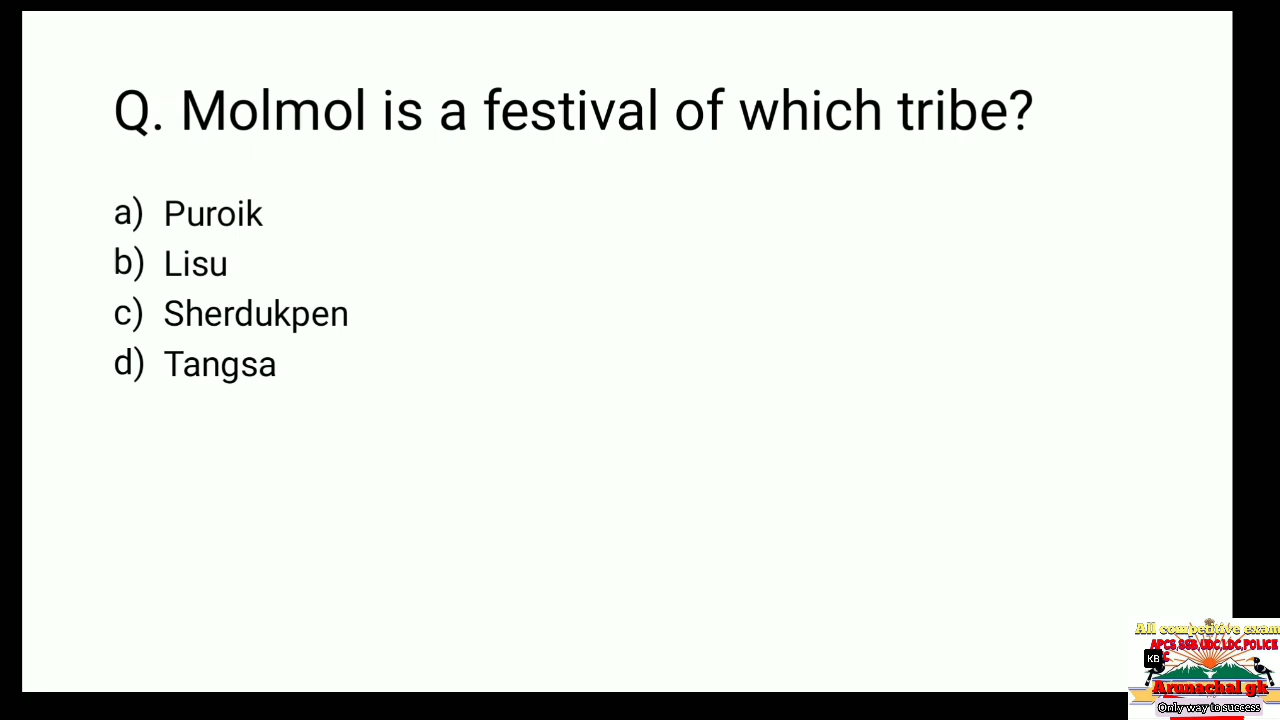 Q. Molmol is a festival of which tribe?
a) Puroik
b) Lisu
c) Sherdukpen
d) Tangsa
All competitive exam
APCS,SSB,UDC,LDC,POLICE
KB
Arunachal gk
Only way to success